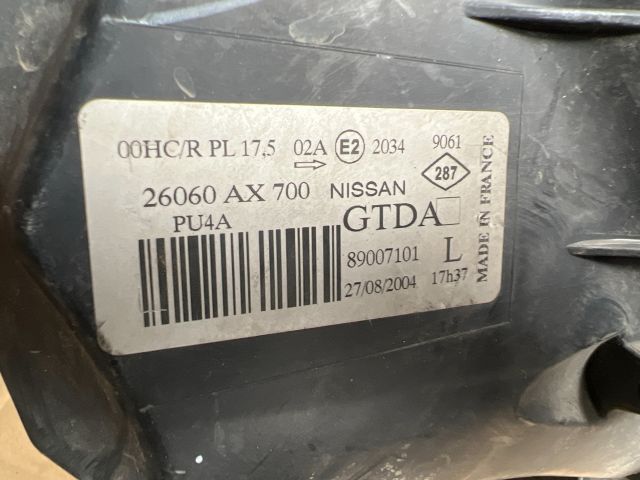 00HC/R PL 17,5 02A E2 2034 9061
287
26060 AX 700 NISSAN
PU4A GTDA
89007101 L
27/08/2004 17h37
MADE IN FRANCE